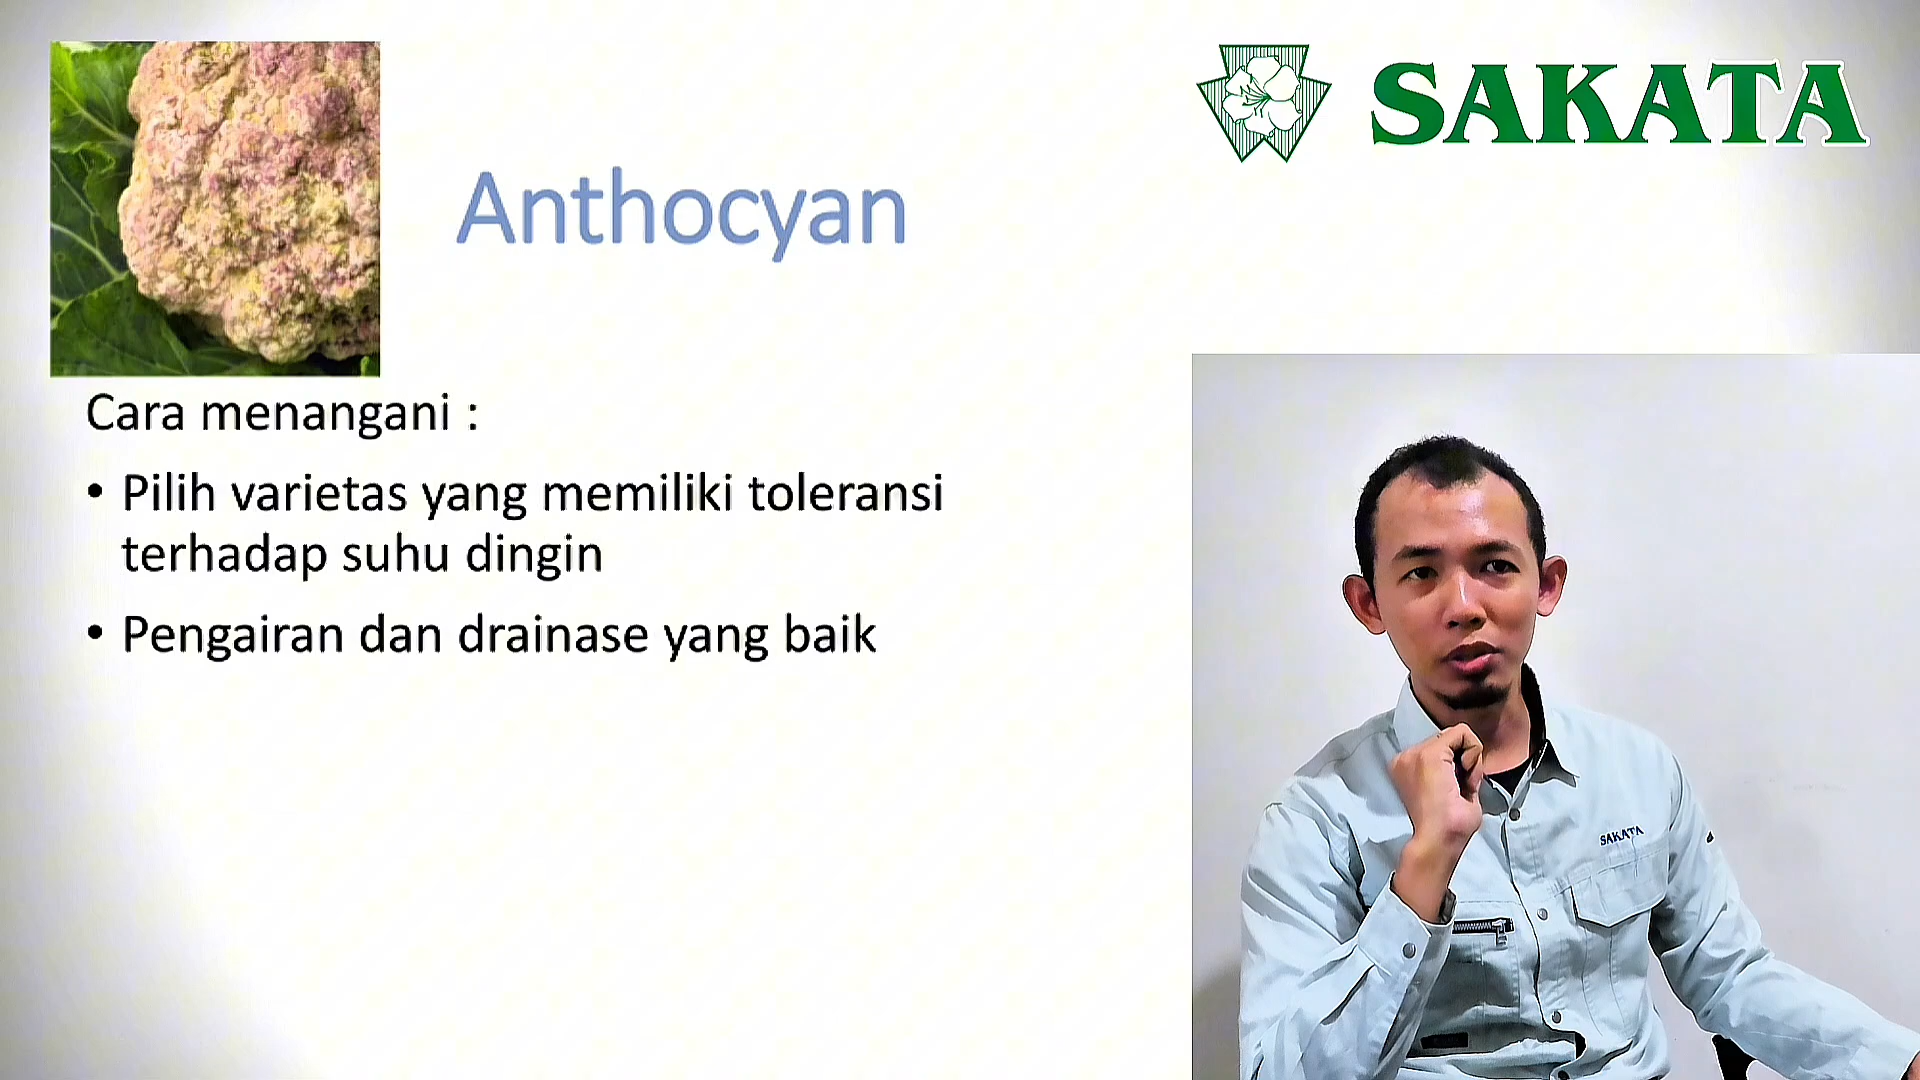 SAKATA
Anthocyan
Cara menangani :
• Pilih varietas yang memiliki toleransi
terhadap suhu dingin
• Pengairan dan drainase yang baik
SAKATA